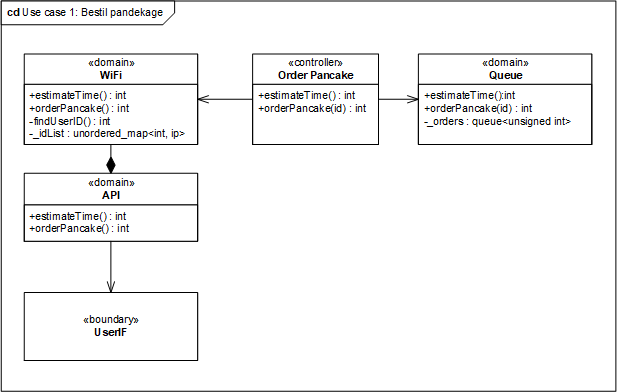 cd Use case 1: Bestil pandekage
«domain»
WiFi
+estimateTime() : int
+orderPancake() : int
-findUserID() : int
-_idList : unordered_map<int, ip>
«controller»
Order Pancake
+estimateTime() : int
+orderPancake(id) : int
«domain»
Queue
+estimateTime():int
+orderPancake(id) : int
-_orders : queue<unsigned int>
«domain»
API
+estimateTime() : int
+orderPancake() : int
«boundary»
UserIF